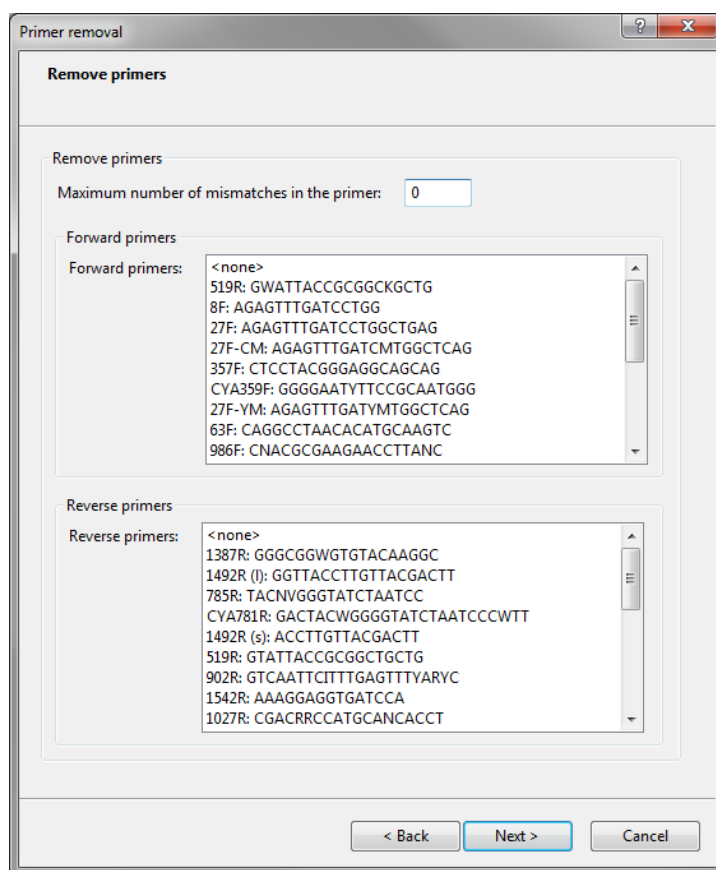 Primer removal
Remove primers
Remove primers
Maximum number of mismatches in the primer: 0
Forward primers
Forward primers:
<none>
519R: GWATTACCGCGGCKGCTG
8F: AGAGTTTGATCCTGG
27F: AGAGTTTGATCCTGGCTGAG
27F-CM: AGAGTTTGATCMTGGCTCAG
357F: CTCCTACGGGAGGCAGCAG
CYA359F: GGGGAATYTTCCGCAATGGG
27F-YM: AGAGTTTGATYMTGGCTCAG
63F: CAGGCCTAACACATGCAAGTC
986F: CNACGCGAAGAACCTTANC
Reverse primers
Reverse primers:
<none>
1387R: GGGCGGWGTGTACAAGGC
1492R (l): GGTTACCTTGTTACGACTT
785R: TACNVGGGTATCTAATCC
CYA781R: GACTACWGGGGTATCTAATCCCWTT
1492R (s): ACCTTGTTACGACTT
519R: GTATTACCGCGGCTGCTG
902R: GTCAATTCITTTGAGTTTYARYC
1542R: AAAGGAGGTGATCCA
1027R: CGACRRCCATGCANCACCT
< Back Next > Cancel